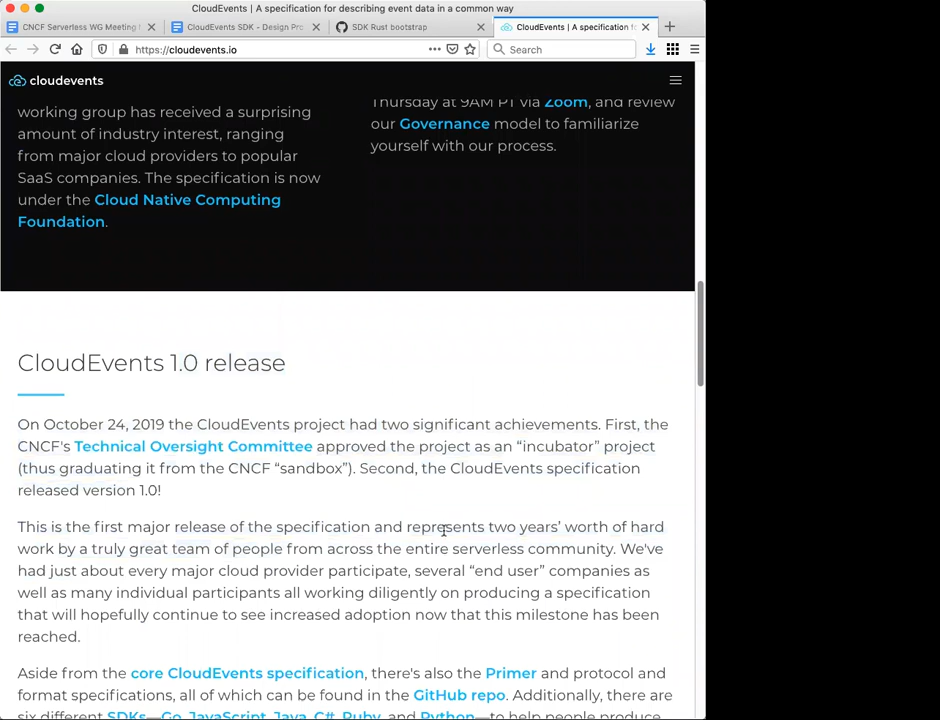 CloudEvents | A specification for describing event data in a common way
CNCF Serverless WG Meeting
CloudEvents SDK - Design Pro
SDK Rust bootstrap
CloudEvents | A specification fo
https://cloudevents.io
Search
cloudevents
working group has received a surprising
amount of industry interest, ranging
from major cloud providers to popular
SaaS companies. The specification is now
under the Cloud Native Computing
Foundation.
Thursday at 9AM PT via Zoom, and review
our Governance model to familiarize
yourself with our process.
CloudEvents 1.0 release
On October 24, 2019 the CloudEvents project had two significant achievements. First, the
CNCF's Technical Oversight Committee approved the project as an “incubator” project
(thus graduating it from the CNCF “sandbox”). Second, the CloudEvents specification
released version 1.0!
This is the first major release of the specification and represents two years’ worth of hard
work by a truly great team of people from across the entire serverless community. We've
had just about every major cloud provider participate, several “end user” companies as
well as many individual participants all working diligently on producing a specification
that will hopefully continue to see increased adoption now that this milestone has been
reached.
Aside from the core CloudEvents specification, there's also the Primer and protocol and
format specifications, all of which can be found in the GitHub repo. Additionally, there are
six different SDKs—Go, JavaScript, Java, C#, Ruby, and Python—to help people produce